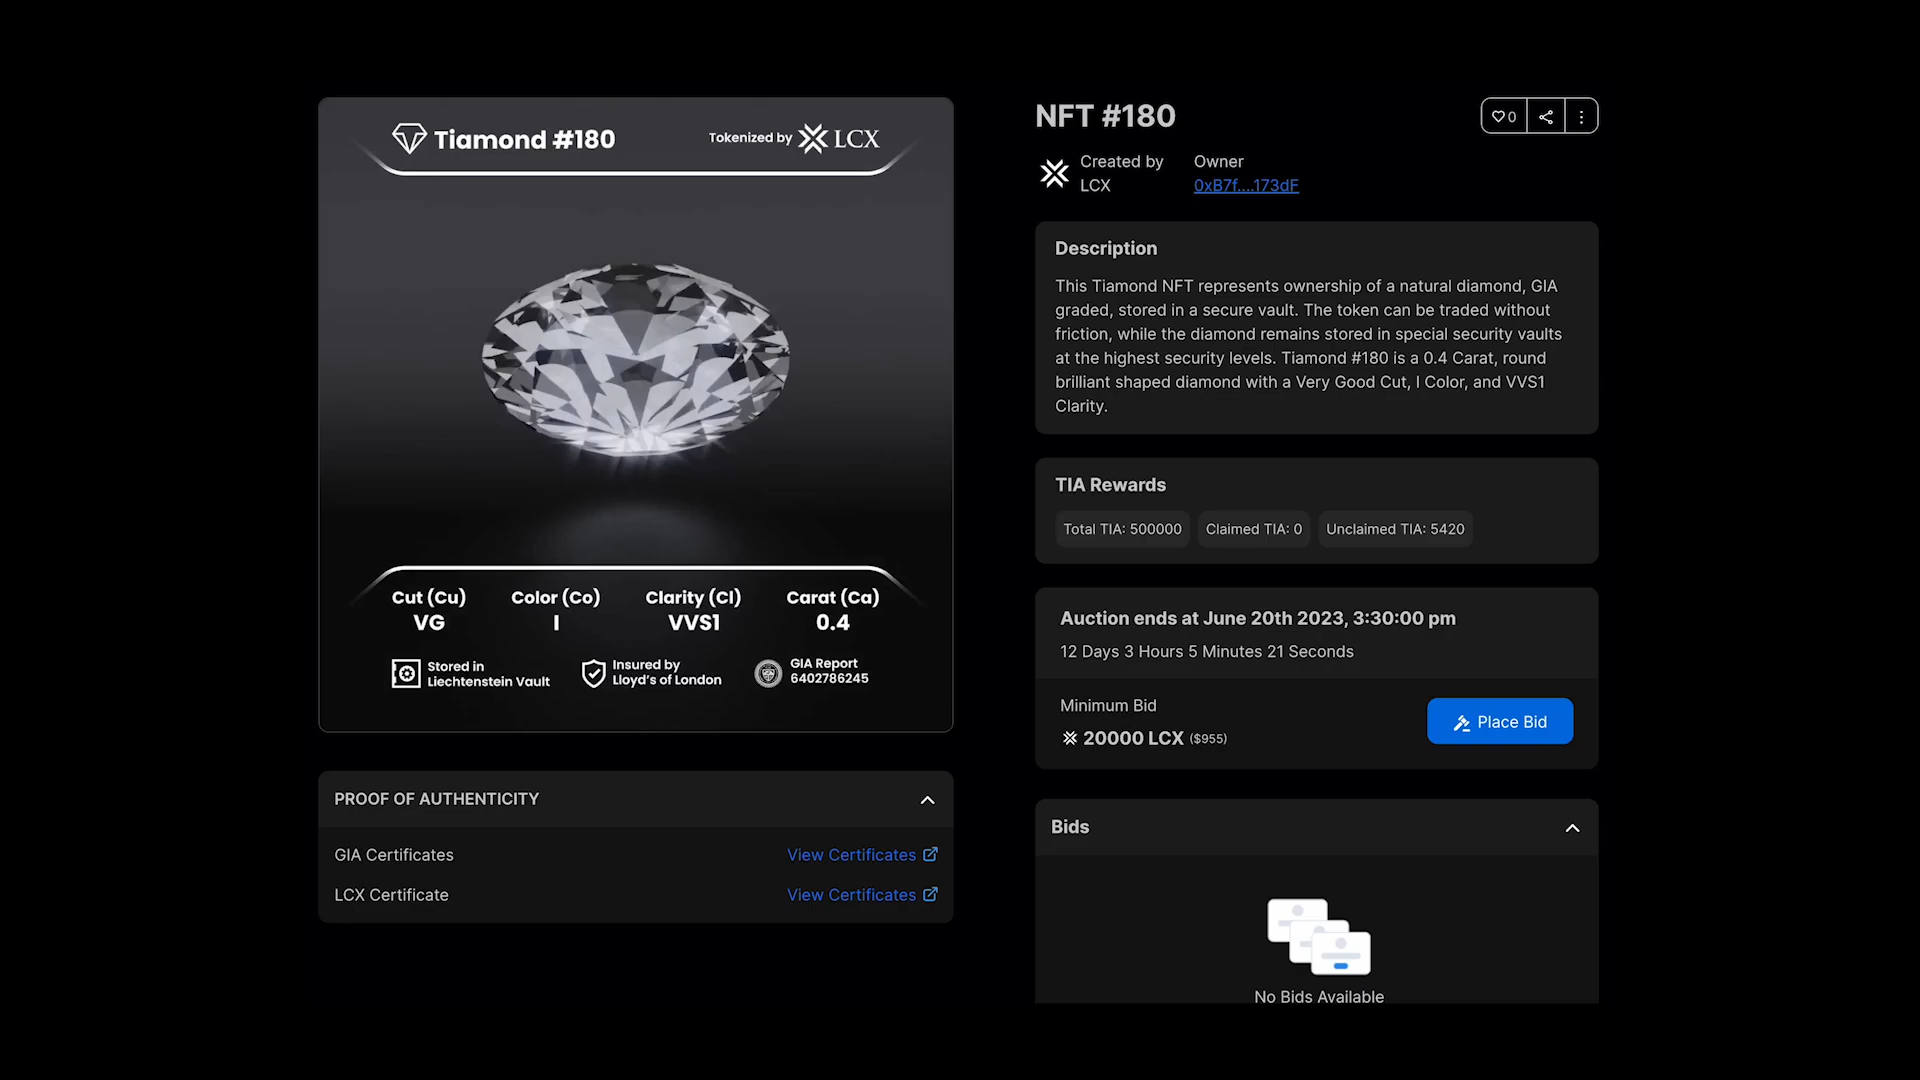 Tiamond #180
Tokenized by LCX
Cut (Cu)
VG
Color (Co)
I
Clarity (Cl)
VVS1
Carat (Ca)
0.4
Stored in
Liechtenstein Vault
Insured by
Lloyd's of London
GIA Report
6402786245
PROOF OF AUTHENTICITY
GIA Certificates
View Certificates
LCX Certificate
View Certificates
NFT #180
0
Created by
LCX
Owner
0xB7f....173dF
Description
This Tiamond NFT represents ownership of a natural diamond, GIA
graded, stored in a secure vault. The token can be traded without
friction, while the diamond remains stored in special security vaults
at the highest security levels. Tiamond #180 is a 0.4 Carat, round
brilliant shaped diamond with a Very Good Cut, I Color, and VVS1
Clarity.
TIA Rewards
Total TIA: 500000
Claimed TIA: 0
Unclaimed TIA: 5420
Auction ends at June 20th 2023, 3:30:00 pm
12 Days 3 Hours 5 Minutes 21 Seconds
Minimum Bid
20000 LCX ($955)
Place Bid
Bids
No Bids Available